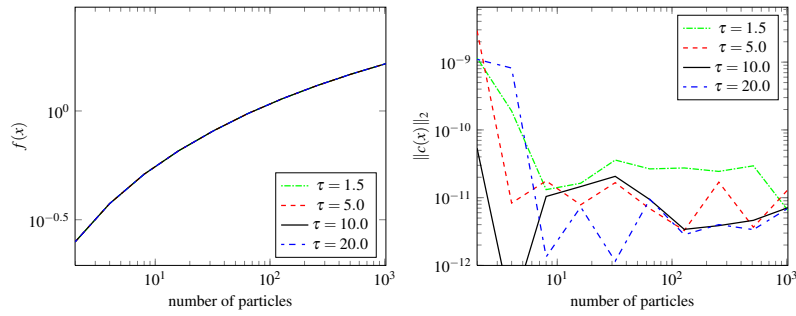 f(x)
10^0
10^−0.5
τ = 1.5
τ = 5.0
τ = 10.0
τ = 20.0
10^1
10^2
10^3
number of particles
‖c(x)‖₂
10^−9
10^−10
10^−11
10^−12
τ = 1.5
τ = 5.0
τ = 10.0
τ = 20.0
10^1
10^2
10^3
number of particles